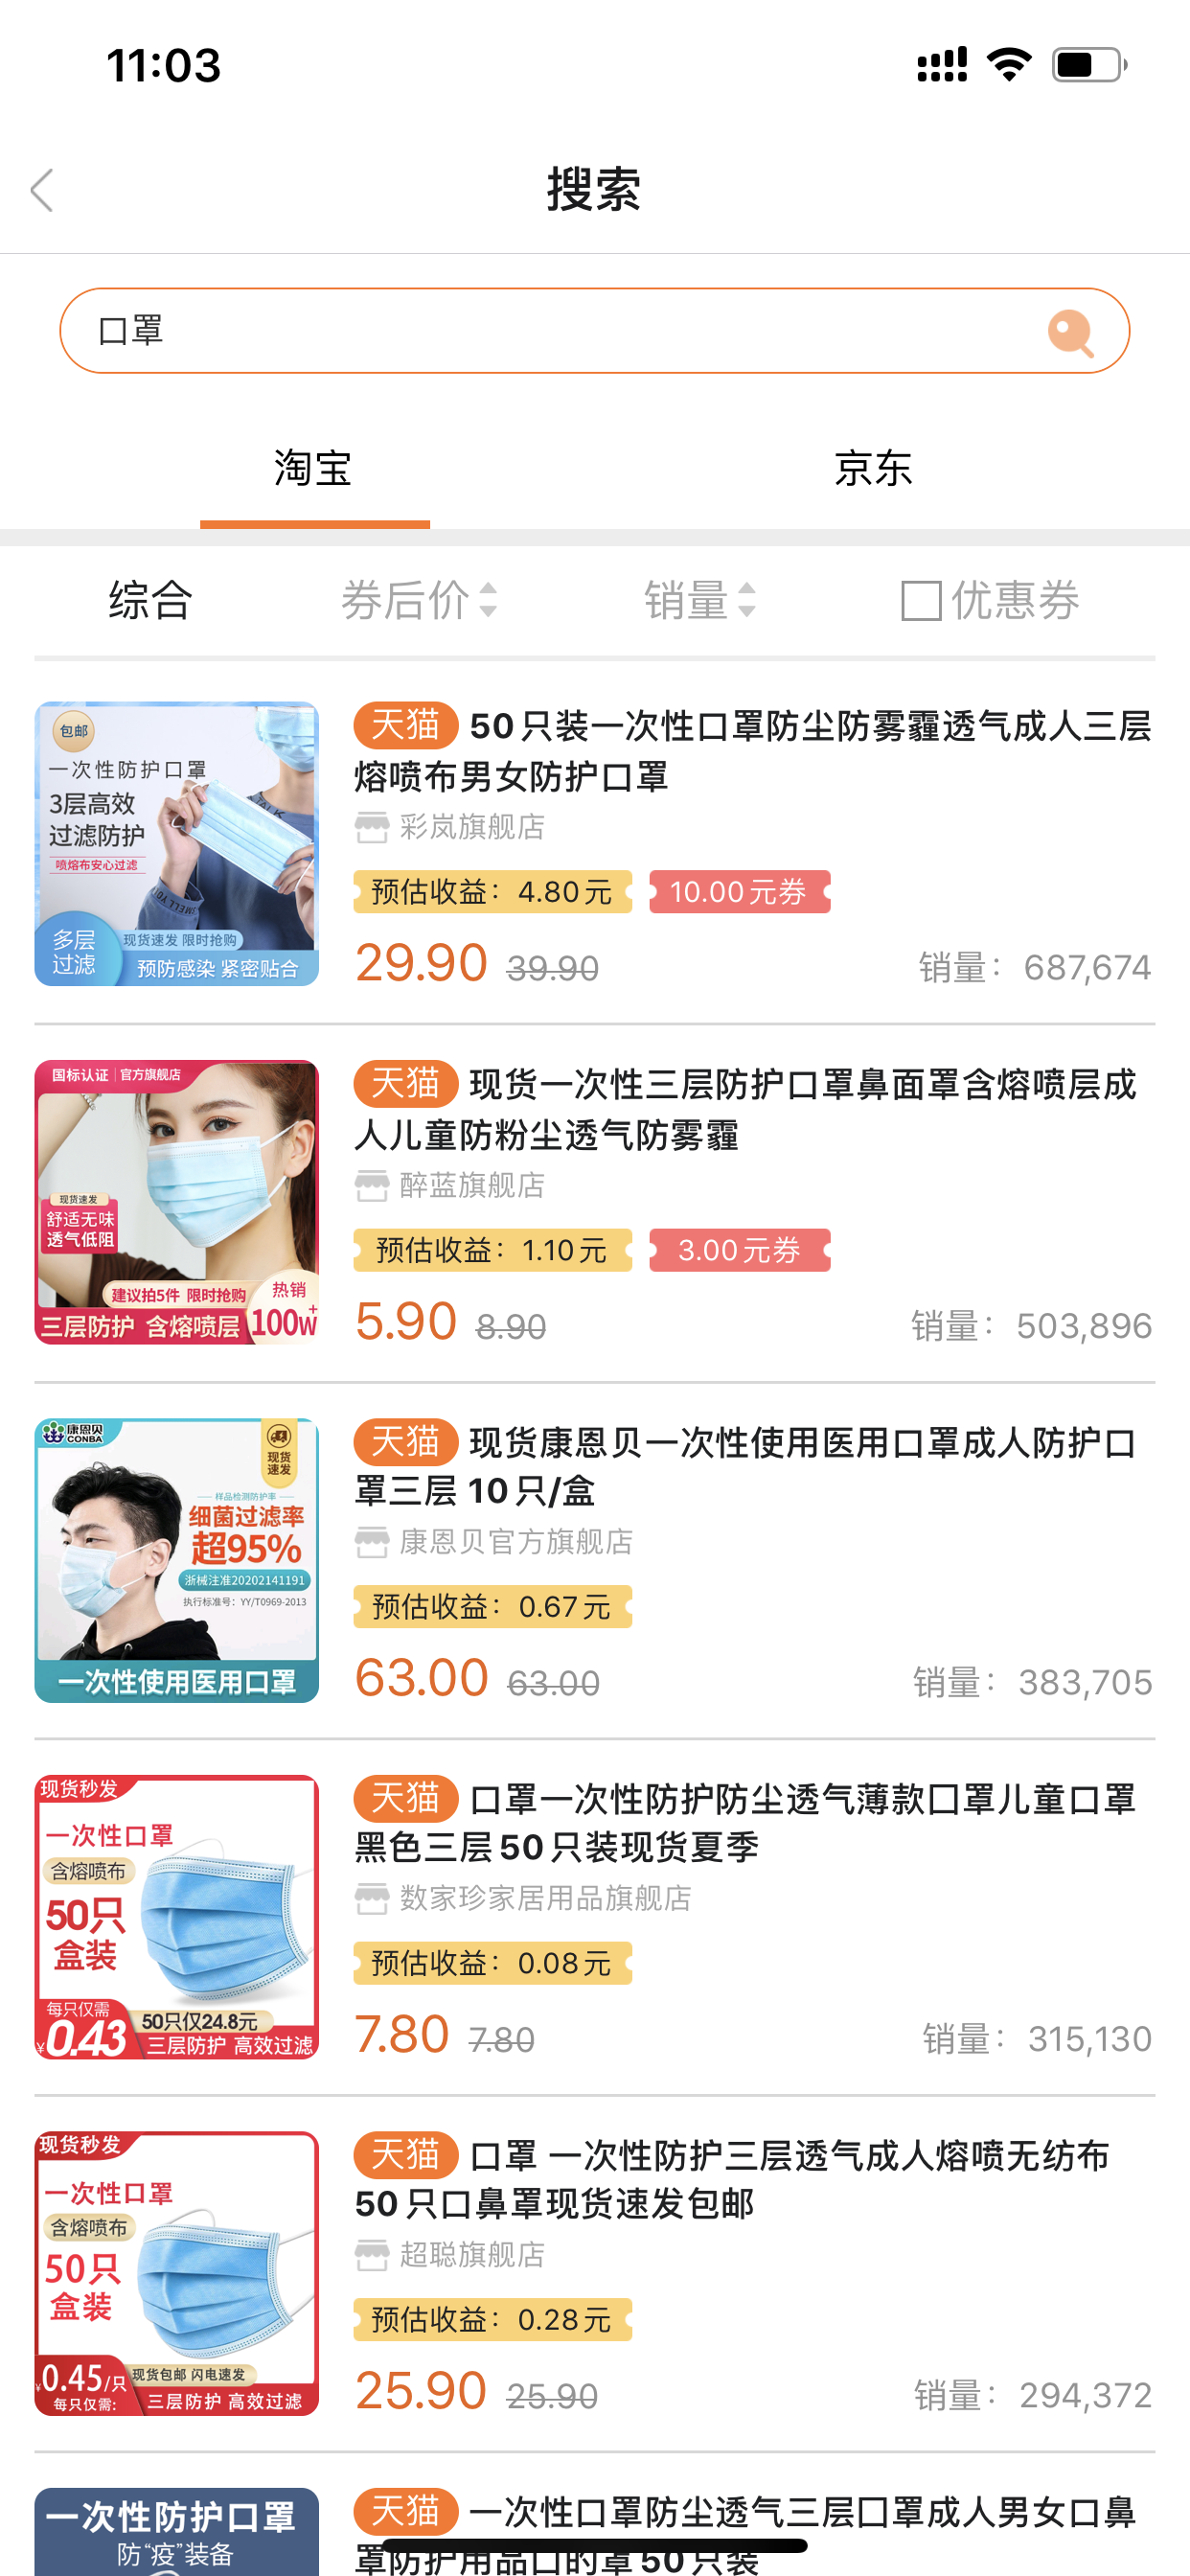 11:03
搜索
口罩
淘宝
京东
综合
券后价
销量
优惠券
包邮
一次性防护口罩
3层高效
过滤防护
喷熔布安心过滤
多层
过滤
现货速发 限时抢购
预防感染 紧密贴合
天猫 50只装一次性口罩防尘防雾霾透气成人三层
熔喷布男女防护口罩
彩岚旗舰店
预估收益：4.80元
10.00元券
29.90 39.90
销量：687,674
国标认证 官方旗舰店
现货速发
舒适无味
透气低阻
建议拍5件 限时抢购
热销
100w+
三层防护 含熔喷层
天猫 现货一次性三层防护口罩鼻面罩含熔喷层成
人儿童防粉尘透气防雾霾
醉蓝旗舰店
预估收益：1.10元
3.00元券
5.90 8.90
销量：503,896
康恩贝
CONBA
现货
速发
样品检测防护率
细菌过滤率
超95%
浙械注准20202141191
执行标准号：YY/T0969-2013
一次性使用医用口罩
天猫 现货康恩贝一次性使用医用口罩成人防护口
罩三层 10只/盒
康恩贝官方旗舰店
预估收益：0.67元
63.00 63.00
销量：383,705
现货秒发
一次性口罩
含熔喷布
50只
盒装
每只仅需
¥0.43
50只仅24.8元
三层防护 高效过滤
天猫 口罩一次性防护防尘透气薄款囗罩儿童口罩
黑色三层50只装现货夏季
数家珍家居用品旗舰店
预估收益：0.08元
7.80 7.80
销量：315,130
现货秒发
一次性口罩
含熔喷布
50只
盒装
¥0.45/只
每只仅需:
现货包邮 闪电速发
三层防护 高效过滤
天猫 口罩 一次性防护三层透气成人熔喷无纺布
50只口鼻罩现货速发包邮
超聪旗舰店
预估收益：0.28元
25.90 25.90
销量：294,372
一次性防护口罩
防“疫”装备
天猫 一次性口罩防尘透气三层囗罩成人男女口鼻
罩防护用品口的罩50只装